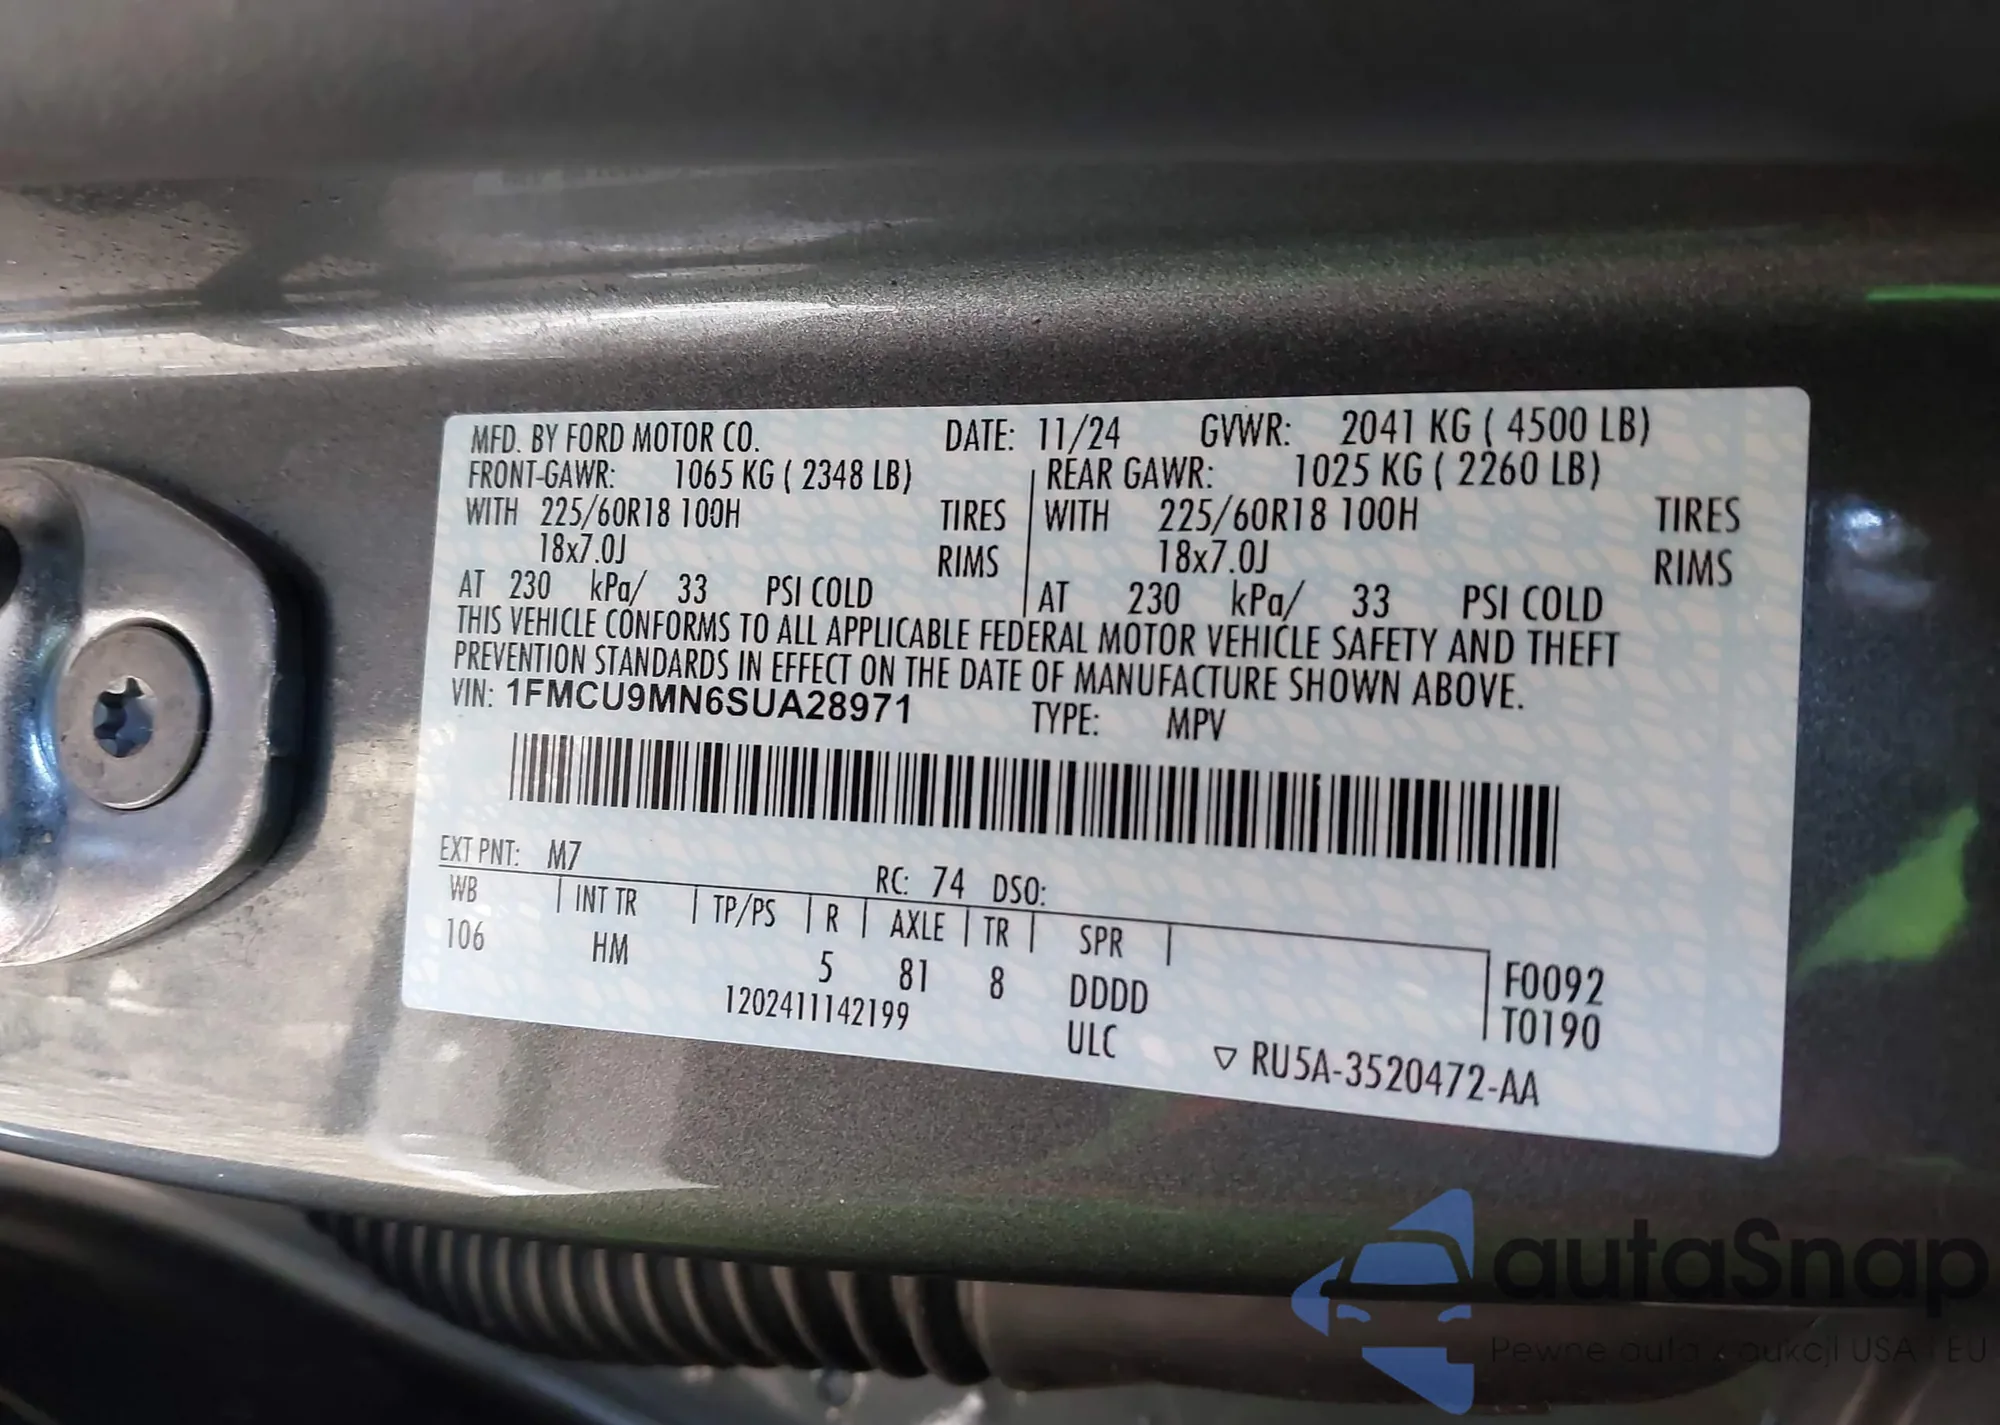 MFD. BY FORD MOTOR CO. DATE: 11/24 GVWR: 2041 KG ( 4500 LB)
FRONT-GAWR: 1065 KG ( 2348 LB) REAR GAWR: 1025 KG ( 2260 LB)
WITH 225/60R18 100H TIRES WITH 225/60R18 100H TIRES
18x7.0J RIMS 18x7.0J RIMS
AT 230 kPa/ 33 PSI COLD AT 230 kPa/ 33 PSI COLD
THIS VEHICLE CONFORMS TO ALL APPLICABLE FEDERAL MOTOR VEHICLE SAFETY AND THEFT
PREVENTION STANDARDS IN EFFECT ON THE DATE OF MANUFACTURE SHOWN ABOVE.
VIN: 1FMCU9MN6SUA28971 TYPE: MPV
EXT PNT: M7 RC: 74 DSO:
WB INT TR TP/PS R AXLE TR SPR
106 HM 5 81 8 DDDD F0092
1202411142199 ULC T0190
RU5A-3520472-AA
autaSnap
Pewne auta z aukcji USA i EU